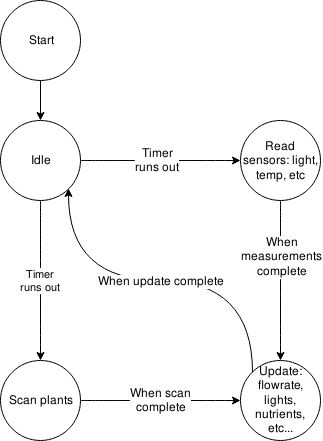 Start
Idle
Timer
runs out
Read
sensors: light,
temp, etc
When
measurements
complete
When update complete
Timer
runs out
Scan plants
When scan
complete
Update:
flowrate,
lights,
nutrients,
etc...